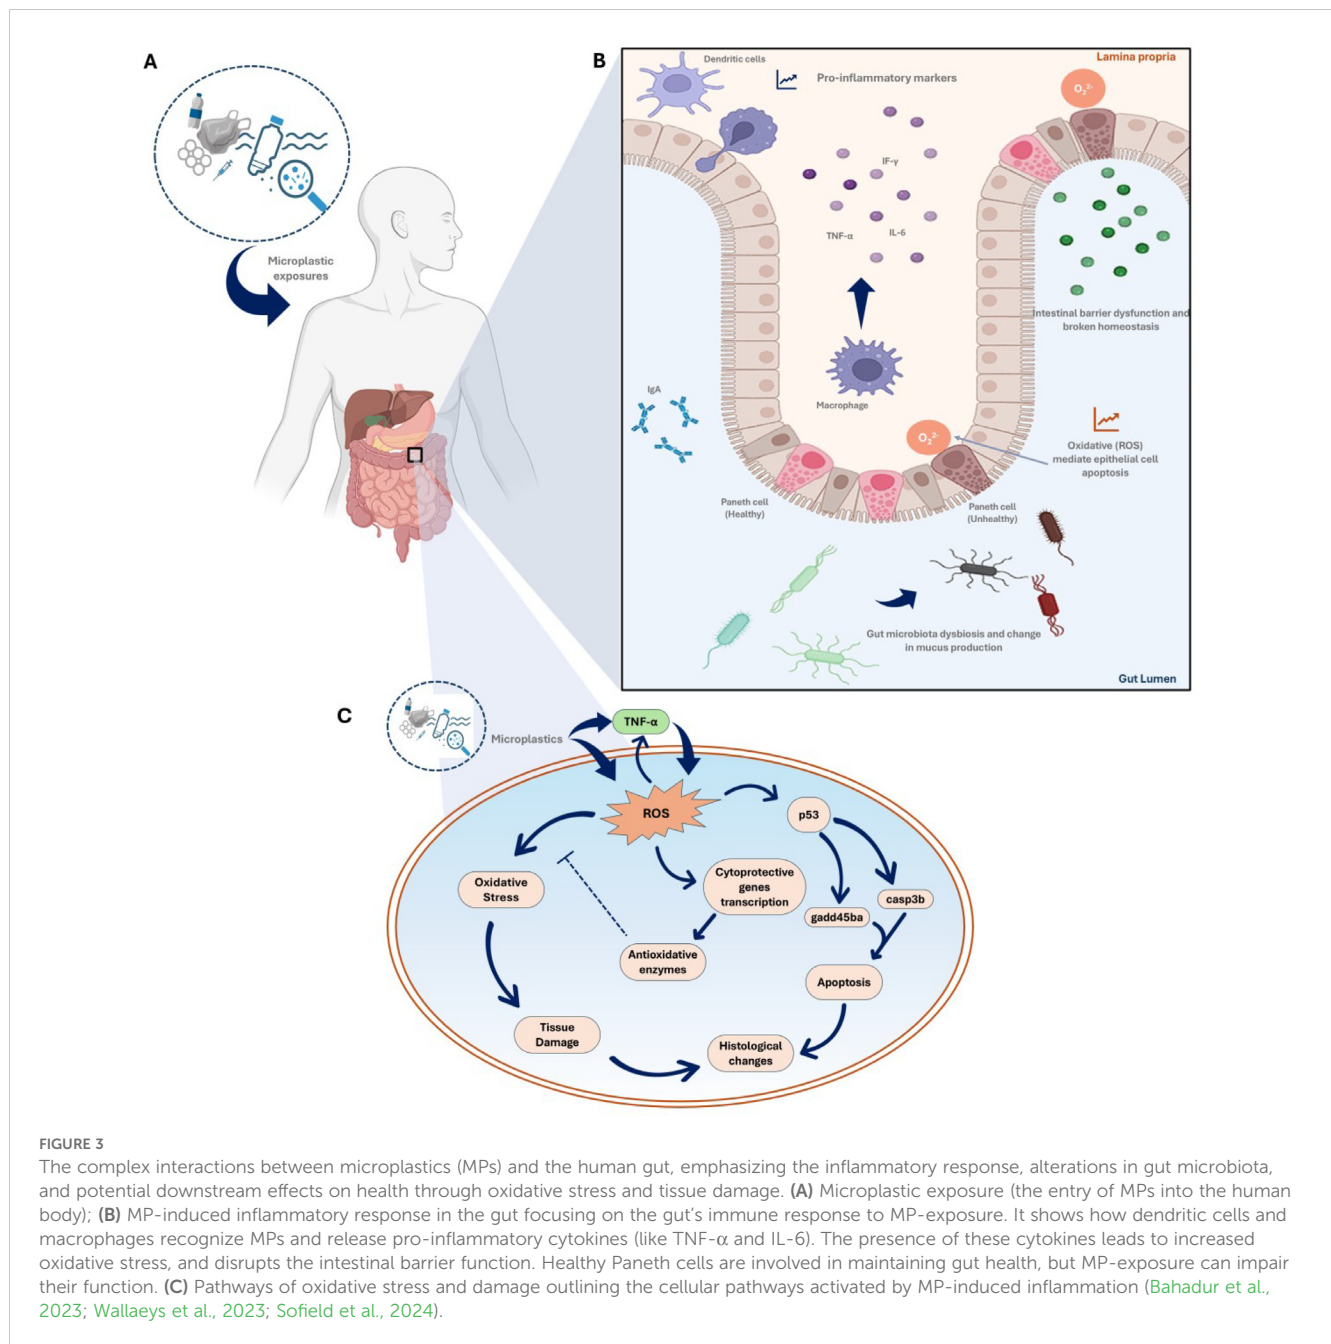 A
Microplastic
exposures
B
Dendritic cells
Pro-inflammatory markers
Lamina propria
O₂²⁻
IF-γ
TNF-α
IL-6
Macrophage
IgA
Intestinal barrier dysfunction and
broken homeostasis
O₂²⁻
Oxidative (ROS)
mediate epithelial cell
apoptosis
Paneth cell
(Healthy)
Paneth cell
(Unhealthy)
Gut microbiota dysbiosis and change
in mucus production
Gut Lumen
C
Microplastics
TNF-α
ROS
p53
Oxidative
Stress
Cytoprotective
genes
transcription
casp3b
gadd45ba
Antioxidative
enzymes
Apoptosis
Tissue
Damage
Histological
changes
FIGURE 3
The complex interactions between microplastics (MPs) and the human gut, emphasizing the inflammatory response, alterations in gut microbiota,
and potential downstream effects on health through oxidative stress and tissue damage. (A) Microplastic exposure (the entry of MPs into the human
body); (B) MP-induced inflammatory response in the gut focusing on the gut's immune response to MP-exposure. It shows how dendritic cells and
macrophages recognize MPs and release pro-inflammatory cytokines (like TNF-α and IL-6). The presence of these cytokines leads to increased
oxidative stress, and disrupts the intestinal barrier function. Healthy Paneth cells are involved in maintaining gut health, but MP-exposure can impair
their function. (C) Pathways of oxidative stress and damage outlining the cellular pathways activated by MP-induced inflammation (Bahadur et al.,
2023; Wallaeys et al., 2023; Sofield et al., 2024).